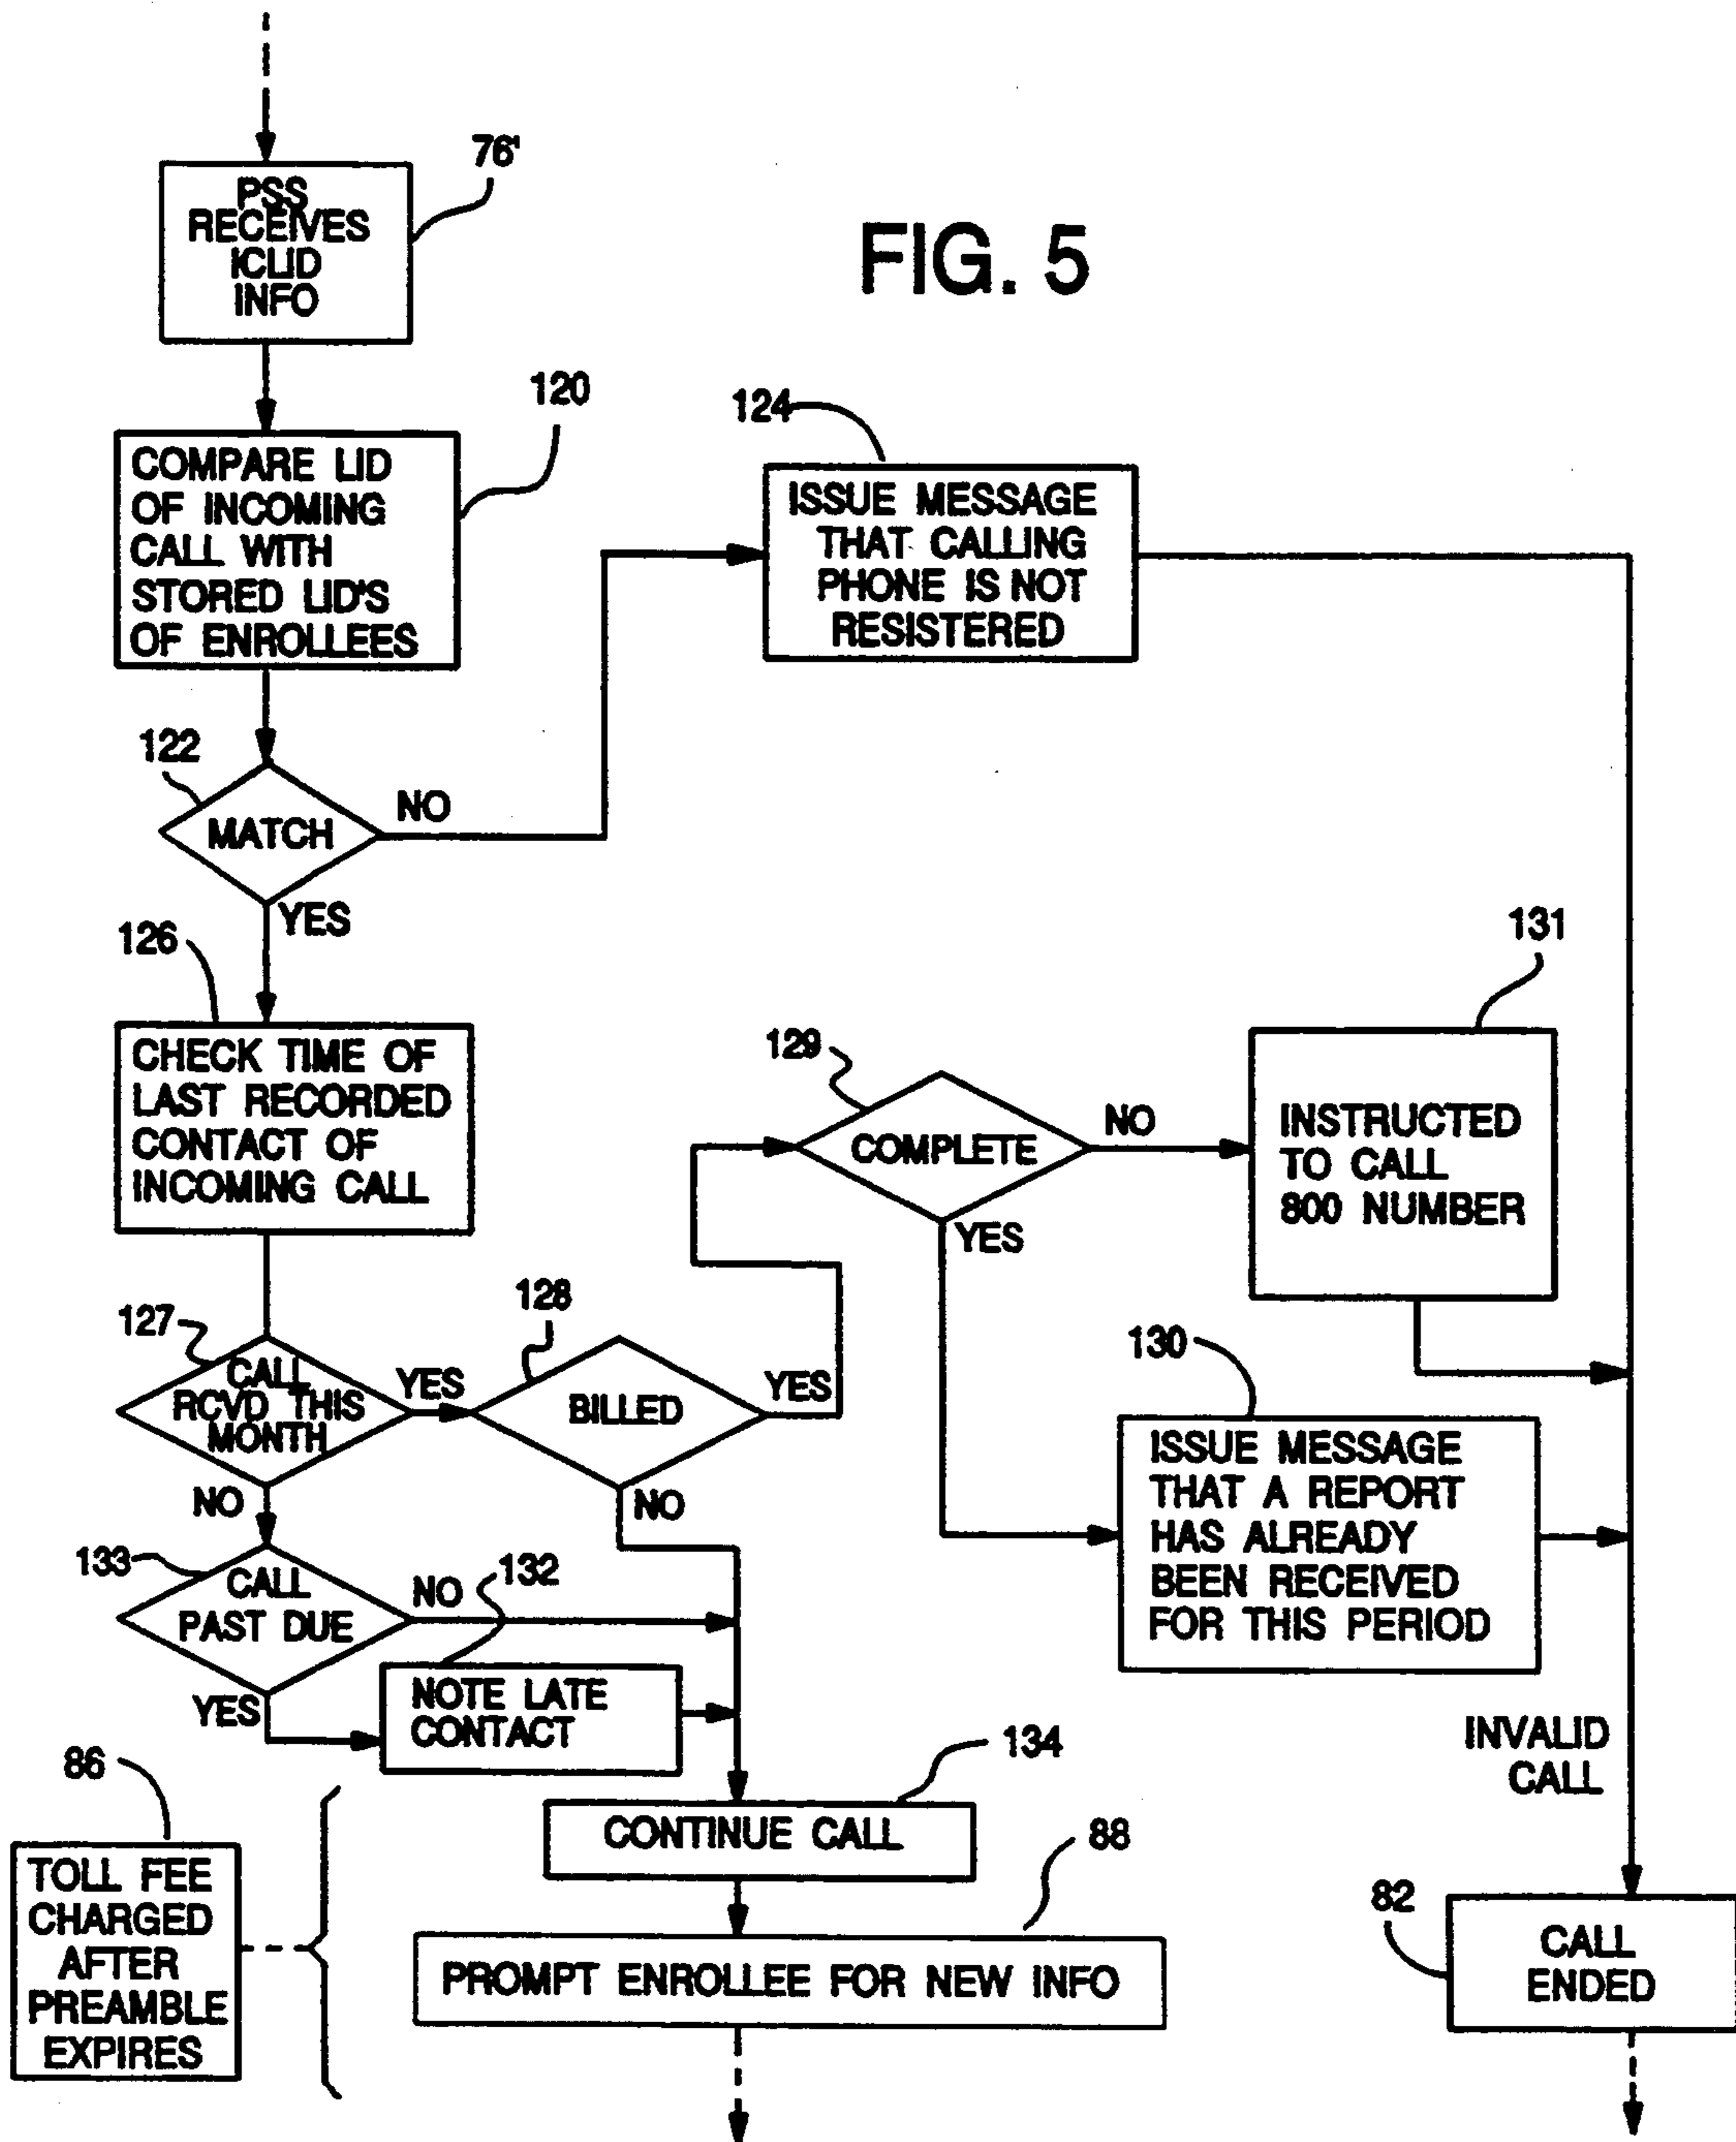 FIG. 5
76'
PSS
RECEIVES
ICLID
INFO
120
COMPARE LID
OF INCOMING
CALL WITH
STORED LID'S
OF ENROLLEES
124
ISSUE MESSAGE
THAT CALLING
PHONE IS NOT
RESISTERED
122
MATCH
NO
YES
126
CHECK TIME OF
LAST RECORDED
CONTACT OF
INCOMING CALL
127
CALL
RCVD THIS
MONTH
YES
NO
128
BILLED
YES
NO
129
COMPLETE
NO
YES
131
INSTRUCTED
TO CALL
800 NUMBER
130
ISSUE MESSAGE
THAT A REPORT
HAS ALREADY
BEEN RECEIVED
FOR THIS PERIOD
133
CALL
PAST DUE
NO
YES
132
NOTE LATE
CONTACT
134
CONTINUE CALL
86
TOLL FEE
CHARGED
AFTER
PREAMBLE
EXPIRES
88
PROMPT ENROLLEE FOR NEW INFO
INVALID
CALL
82
CALL
ENDED